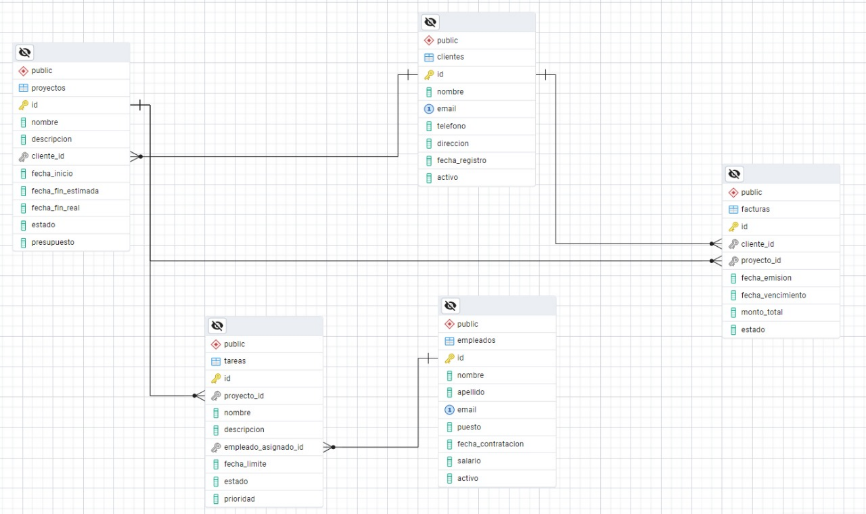 public
proyectos
id
nombre
descripcion
cliente_id
fecha_inicio
fecha_fin_estimada
fecha_fin_real
estado
presupuesto
public
clientes
id
nombre
email
telefono
direccion
fecha_registro
activo
public
facturas
id
cliente_id
proyecto_id
fecha_emision
fecha_vencimiento
monto_total
estado
public
tareas
id
proyecto_id
nombre
descripcion
empleado_asignado_id
fecha_limite
estado
prioridad
public
empleados
id
nombre
apellido
email
puesto
fecha_contratacion
salario
activo